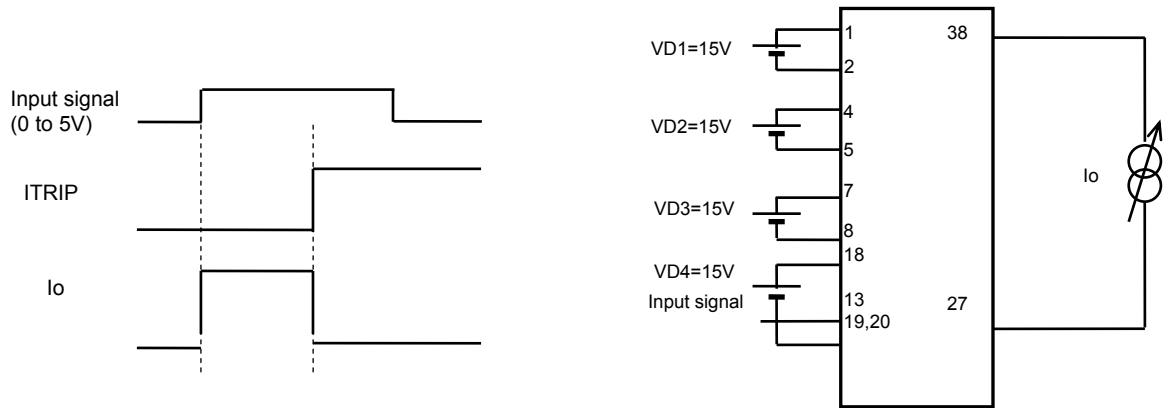 Input signal
(0 to 5V)
ITRIP
Io
VD1=15V
1
2
VD2=15V
4
5
VD3=15V
7
8
VD4=15V
18
Input signal
13
19,20
38
27
Io